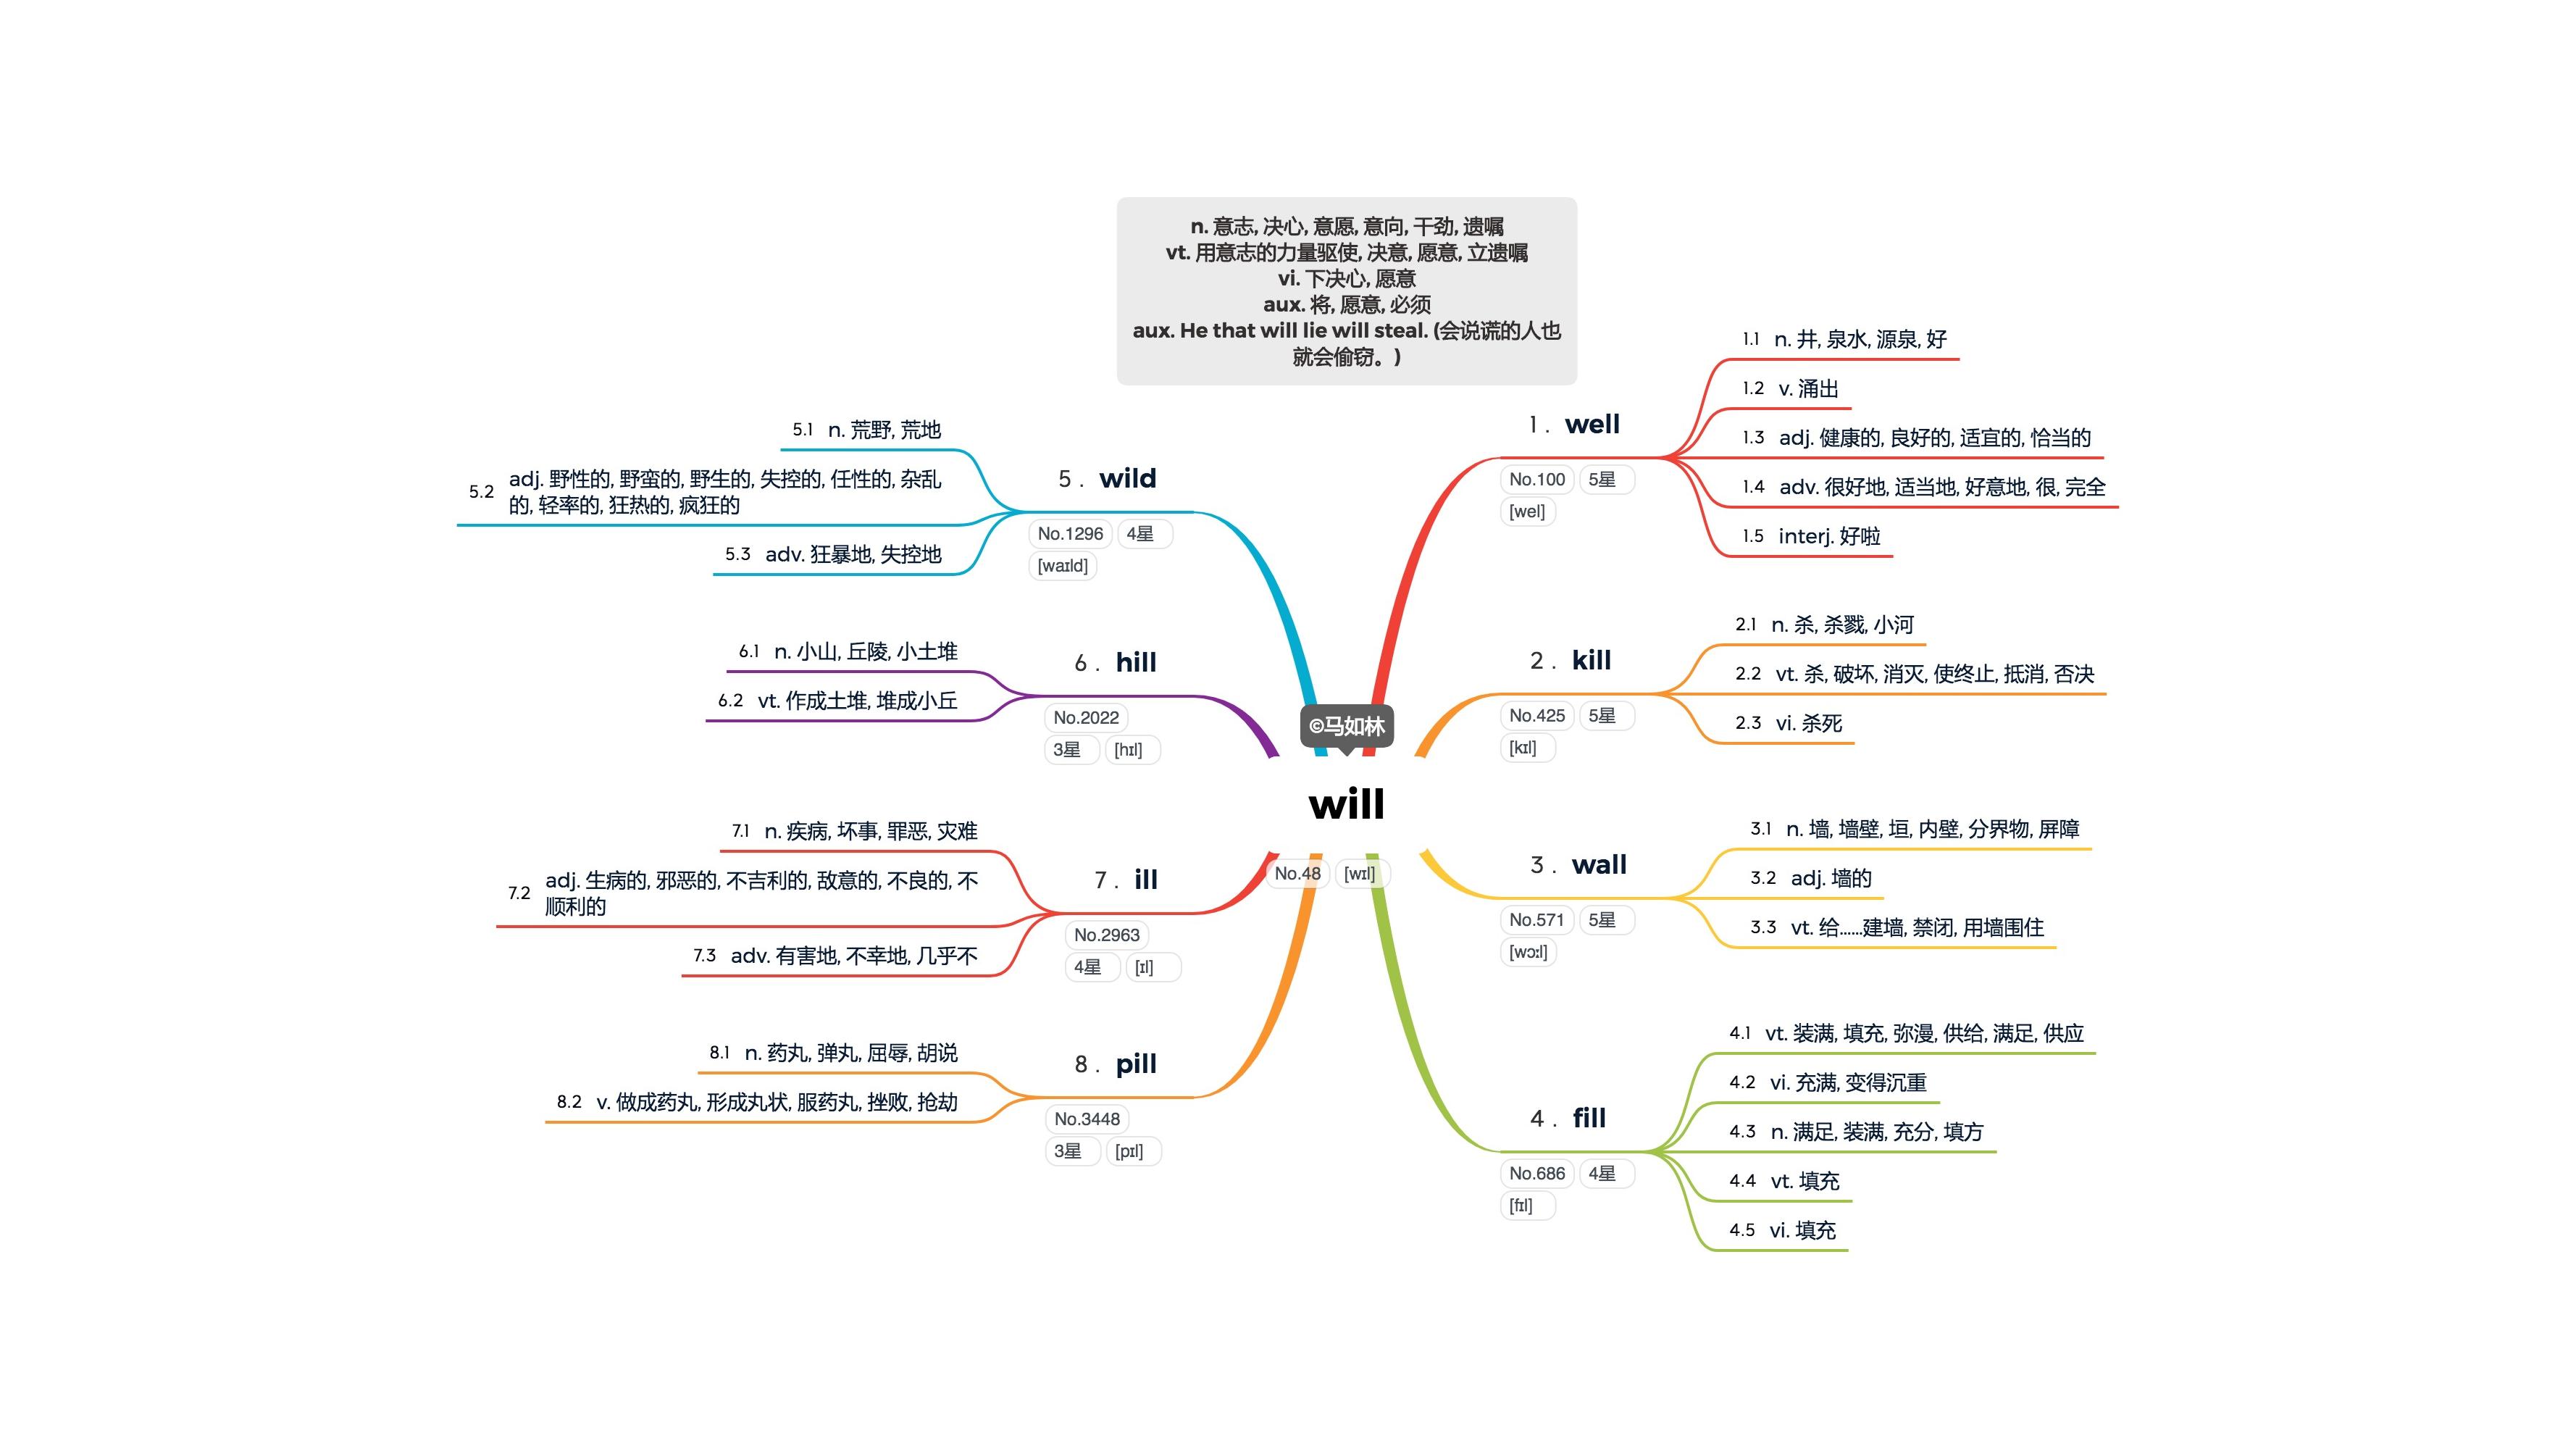 n. 意志, 决心, 意愿, 意向, 干劲, 遗嘱
vt. 用意志的力量驱使, 决意, 愿意, 立遗嘱
vi. 下决心, 愿意
aux. 将, 愿意, 必须
aux. He that will lie will steal. (会说谎的人也
就会偷窃。)
©马如林
will
No.48 [wɪl]
1 . well
No.100 5星
[wel]
1.1 n. 井, 泉水, 源泉, 好
1.2 v. 涌出
1.3 adj. 健康的, 良好的, 适宜的, 恰当的
1.4 adv. 很好地, 适当地, 好意地, 很, 完全
1.5 interj. 好啦
2 . kill
No.425 5星
[kɪl]
2.1 n. 杀, 杀戮, 小河
2.2 vt. 杀, 破坏, 消灭, 使终止, 抵消, 否决
2.3 vi. 杀死
3 . wall
No.571 5星
[wɔːl]
3.1 n. 墙, 墙壁, 垣, 内壁, 分界物, 屏障
3.2 adj. 墙的
3.3 vt. 给……建墙, 禁闭, 用墙围住
4 . fill
No.686 4星
[fɪl]
4.1 vt. 装满, 填充, 弥漫, 供给, 满足, 供应
4.2 vi. 充满, 变得沉重
4.3 n. 满足, 装满, 充分, 填方
4.4 vt. 填充
4.5 vi. 填充
5 . wild
No.1296 4星
[waɪld]
5.1 n. 荒野, 荒地
5.2 adj. 野性的, 野蛮的, 野生的, 失控的, 任性的, 杂乱
的, 轻率的, 狂热的, 疯狂的
5.3 adv. 狂暴地, 失控地
6 . hill
No.2022
3星 [hɪl]
6.1 n. 小山, 丘陵, 小土堆
6.2 vt. 作成土堆, 堆成小丘
7 . ill
No.2963
4星 [ɪl]
7.1 n. 疾病, 坏事, 罪恶, 灾难
7.2 adj. 生病的, 邪恶的, 不吉利的, 敌意的, 不良的, 不
顺利的
7.3 adv. 有害地, 不幸地, 几乎不
8 . pill
No.3448
3星 [pɪl]
8.1 n. 药丸, 弹丸, 屈辱, 胡说
8.2 v. 做成药丸, 形成丸状, 服药丸, 挫败, 抢劫